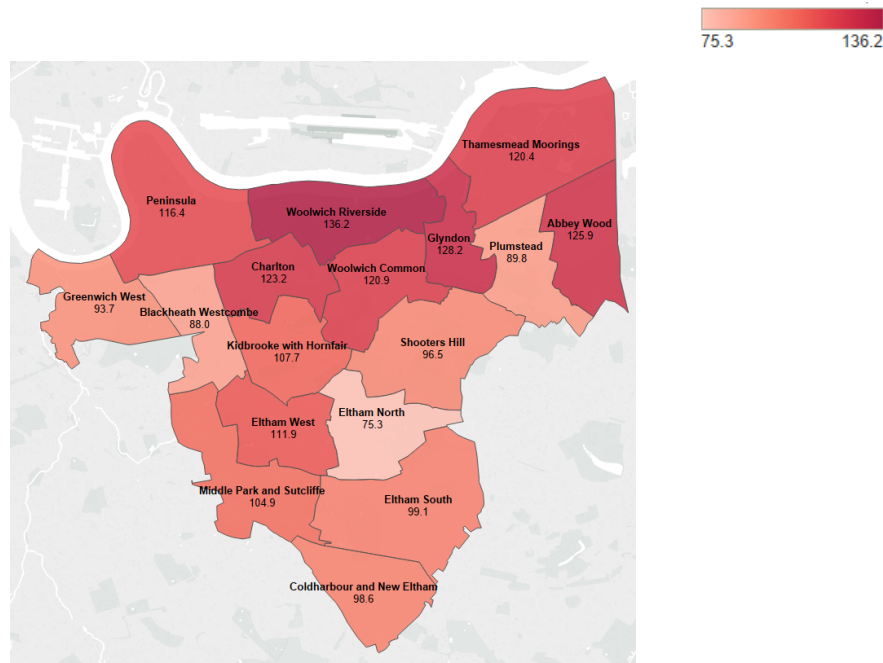 75.3 136.2
Thamesmead Moorings
120.4
Peninsula
116.4
Woolwich Riverside
136.2
Abbey Wood
125.9
Glyndon
128.2
Plumstead
89.8
Charlton
123.2
Woolwich Common
120.9
Greenwich West
93.7
Blackheath Westcombe
88.0
Kidbrooke with Hornfair
107.7
Shooters Hill
96.5
Eltham West
111.9
Eltham North
75.3
Middle Park and Sutcliffe
104.9
Eltham South
99.1
Coldharbour and New Eltham
98.6